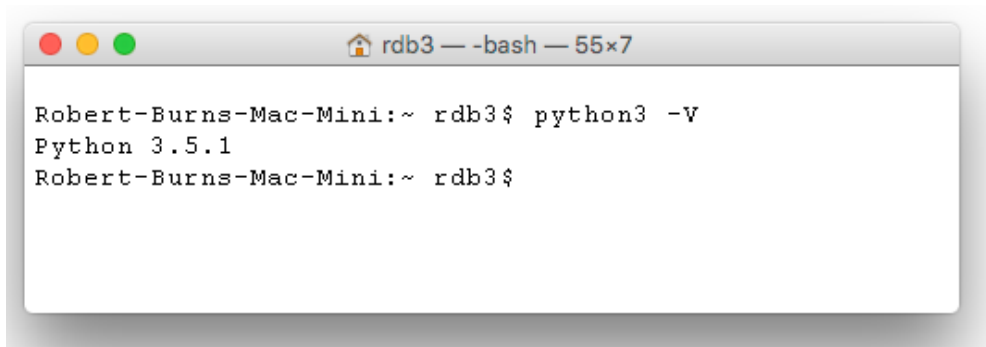 rdb3 — -bash — 55×7
Robert-Burns-Mac-Mini:~ rdb3$ python3 -V
Python 3.5.1
Robert-Burns-Mac-Mini:~ rdb3$